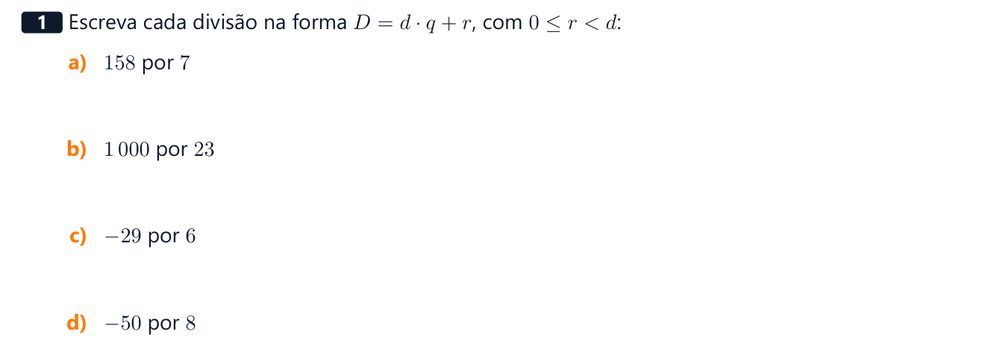 1 Escreva cada divisão na forma D = d · q + r, com 0 ≤ r < d:
a) 158 por 7
b) 1 000 por 23
c) −29 por 6
d) −50 por 8